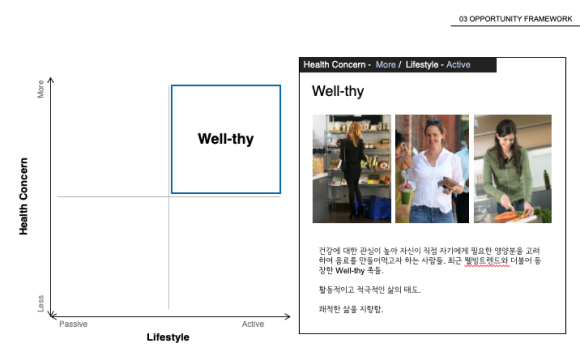 03 OPPORTUNITY FRAMEWORK
Health Concern - More / Lifestyle - Active
Well-thy
More
Well-thy
Health Concern
건강에 대한 관심이 높아 자신이 직접 자기에게 필요한 영양분을 고려
하여 음료를 만들어먹고자 하는 사람들. 최근 웰빙트렌드와 더불어 등
장한 Well-thy 족들.
활동적이고 적극적인 삶의 태도.
쾌적한 삶을 지향함.
Less
Passive
Active
Lifestyle